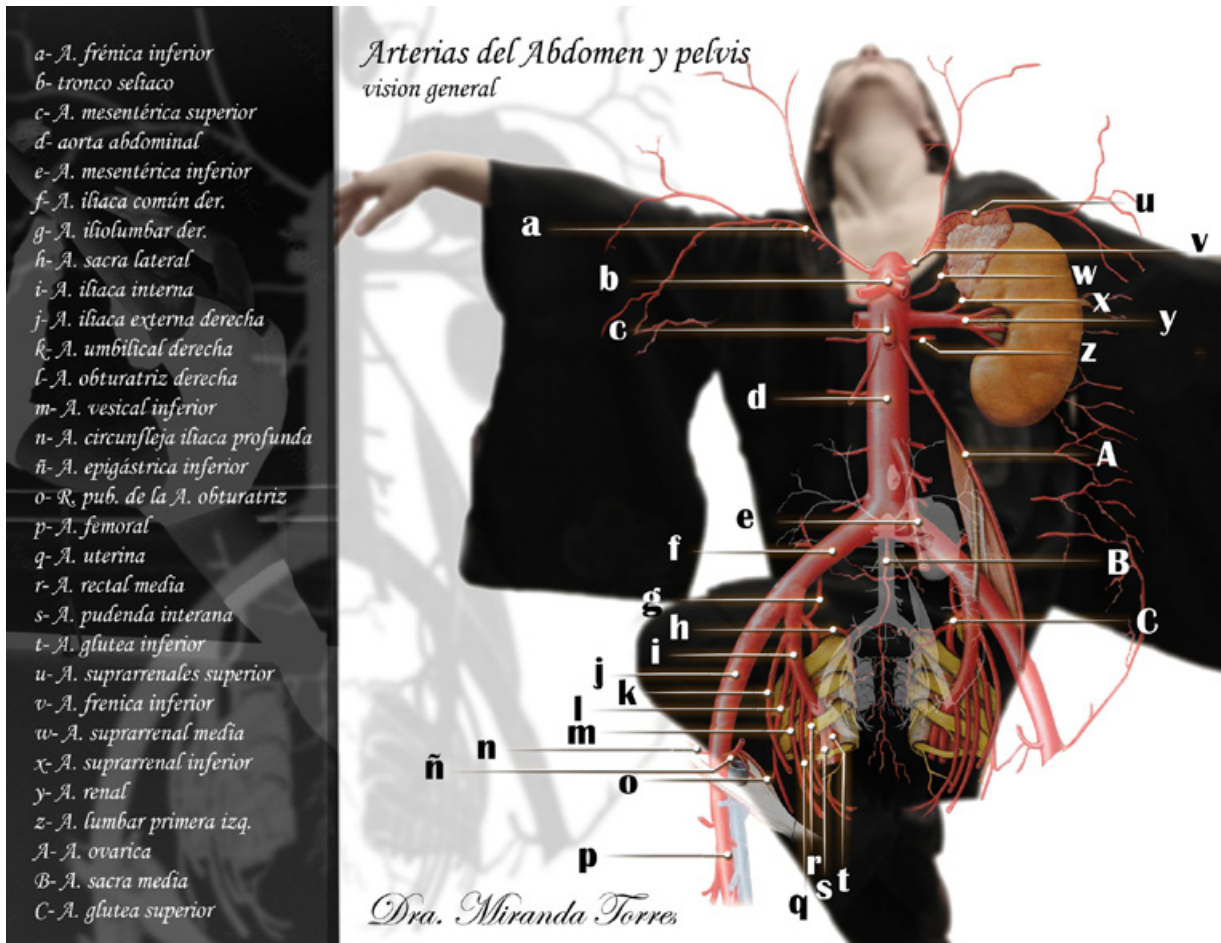 a- A. frénica inferior
b- tronco seliaco
c- A. mesentérica superior
d- aorta abdominal
e- A. mesentérica inferior
f- A. iliaca común der.
g- A. iliolumbar der.
h- A. sacra lateral
i- A. iliaca interna
j- A. iliaca externa derecha
k- A. umbilical derecha
l- A. obturatriz derecha
m- A. vesical inferior
n- A. circunfleja iliaca profunda
ñ- A. epigástrica inferior
o- R. pub. de la A. obturatriz
p- A. femoral
q- A. uterina
r- A. rectal media
s- A. pudenda interana
t- A. glutea inferior
u- A. suprarrenales superior
v- A. frenica inferior
w- A. suprarrenal media
x- A. suprarrenal inferior
y- A. renal
z- A. lumbar primera izq.
A- A. ovarica
B- A. sacra media
C- A. glutea superior
Arterias del Abdomen y pelvis
vision general
a
b
c
d
e
f
g
h
i
j
k
l
m
n
ñ
o
p
q
r
s
t
u
v
w
x
y
z
A
B
C
Dra. Miranda Torres